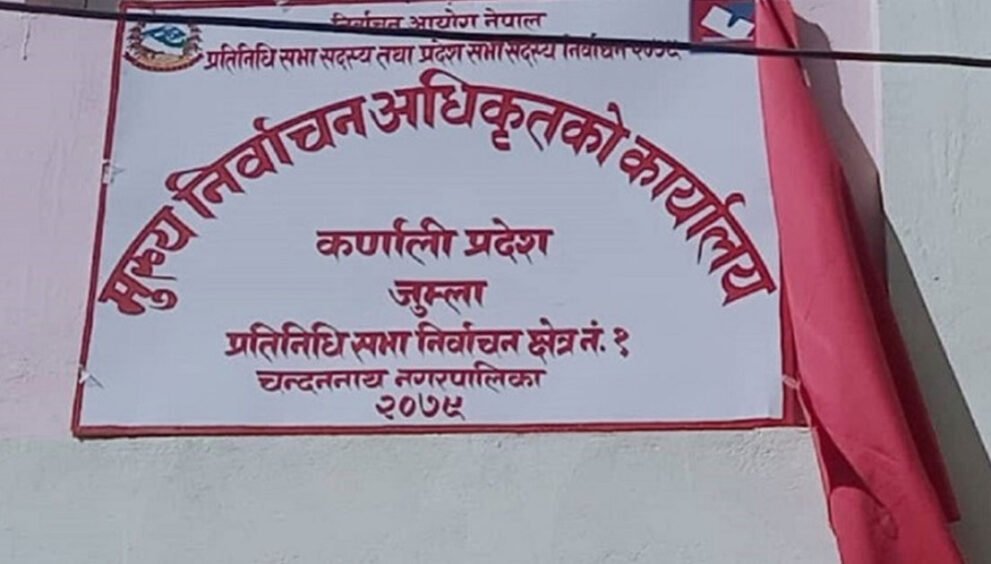 निर्वाचन आयोग नेपाल
प्रतिनिधि सभा सदस्य तथा प्रदेश सभा सदस्य निर्वाचन २०७९
मुख्य निर्वाचन अधिकृतको कार्यालय
कर्णाली प्रदेश
जुम्ला
प्रतिनिधि सभा निर्वाचन क्षेत्र नं. १
चन्दननाथ नगरपालिका
२०७९